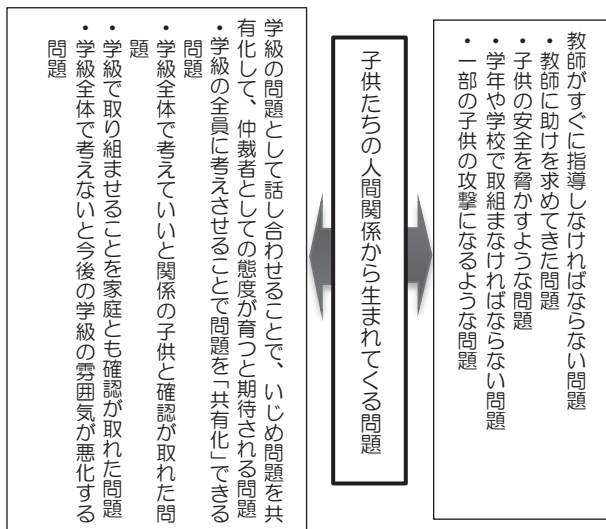 教師がすぐに指導しなければならない問題
・教師に助けを求めてきた問題
・子供の安全を脅かすような問題
・学年や学校で取組まなければならない問題
・一部の子供の攻撃になるような問題
子供たちの人間関係から生まれてくる問題
学級の問題として話し合わせることで、いじめ問題を共
有化して、仲裁者としての態度が育つと期待される問題
・学級の全員に考えさせることで問題を「共有化」できる
問題
・学級全体で考えていいと関係の子供と確認が取れた問
題
・学級で取り組ませることを家庭とも確認が取れた問題
・学級全体で考えないと今後の学級の雰囲気が悪化する
問題